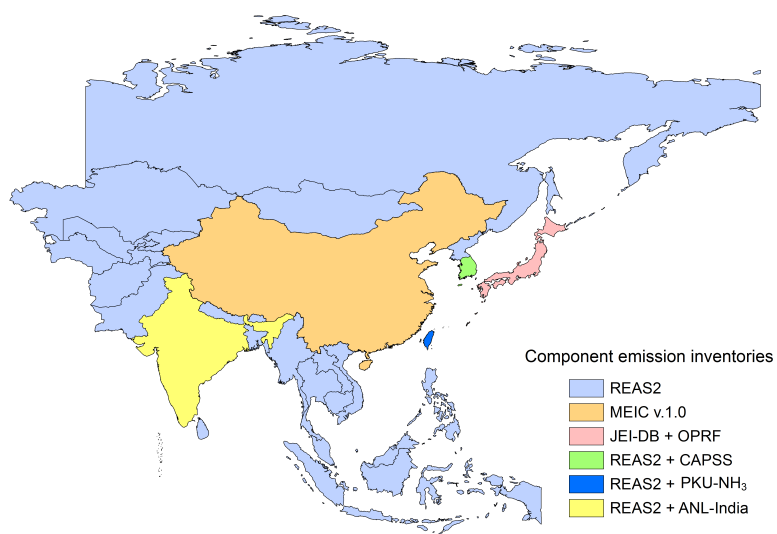 Component emission inventories
REAS2
MEIC v.1.0
JEI-DB + OPRF
REAS2 + CAPSS
REAS2 + PKU-NH₃
REAS2 + ANL-India